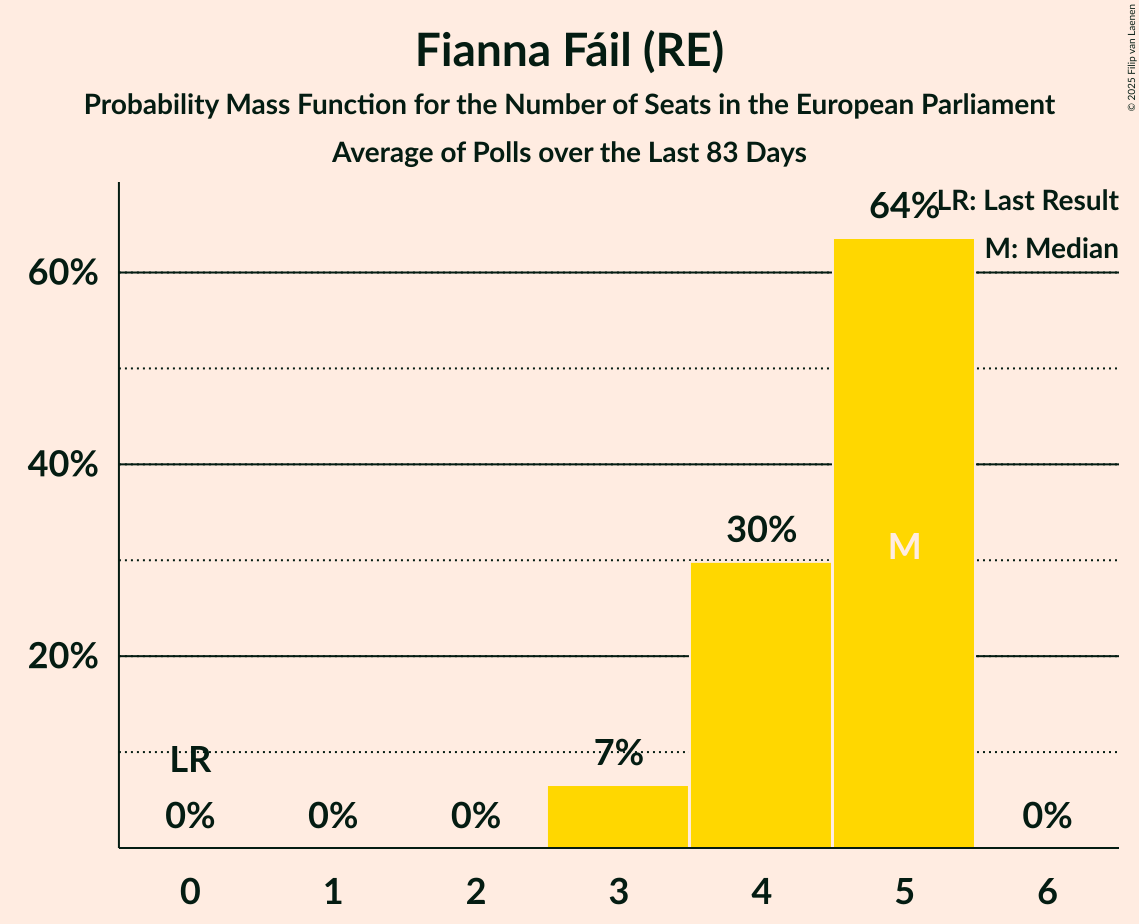 Fianna Fáil (RE)
Probability Mass Function for the Number of Seats in the European Parliament
Average of Polls over the Last 83 Days
© 2025 Filip van Laenen
LR: Last Result
M: Median
64%
60%
40%
30%
M
20%
LR
7%
0%
0%
0%
0%
0
1
2
3
4
5
6